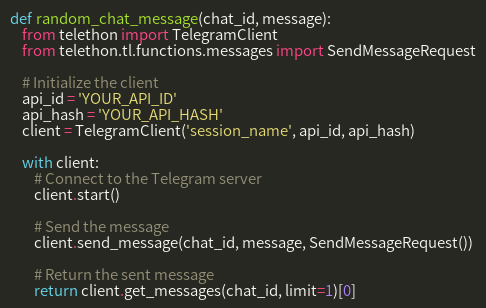 def random_chat_message(chat_id, message):
    from telethon import TelegramClient
    from telethon.tl.functions.messages import SendMessageRequest

    # Initialize the client
    api_id = 'YOUR_API_ID'
    api_hash = 'YOUR_API_HASH'
    client = TelegramClient('session_name', api_id, api_hash)

    with client:
        # Connect to the Telegram server
        client.start()

        # Send the message
        client.send_message(chat_id, message, SendMessageRequest())

        # Return the sent message
        return client.get_messages(chat_id, limit=1)[0]